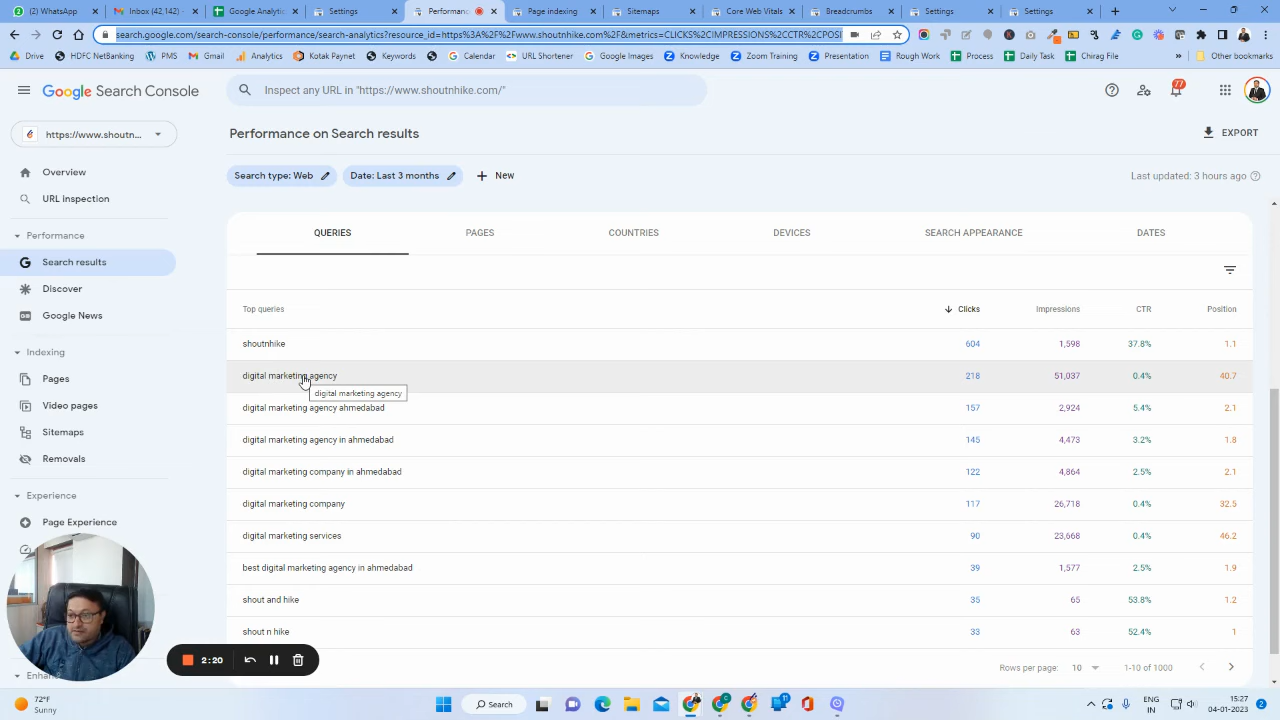 WhatsApp
Inbox (42,142) -
Google Analytic
Settings
Performanc
Page indexing
Sitemaps
Core Web Vitals
Breadcrumbs
Settings
Settings
search.google.com/search-console/performance/search-analytics?resource_id=https%3A%2F%2Fwww.shoutnhike.com%2F&metrics=CLICKS%2CIMPRESSIONS%2CCTR%2CPOSI
Drive
HDFC Netbanking
PMS
Gmail
Analytics
Kotak Paynet
Keywords
G
Calendar
URL Shortener
Google Images
Knowledge
Zoom Training
Presentation
Rough Work
Process
Daily Task
Chirag File
»
Other bookmarks
Google Search Console
Inspect any URL in "https://www.shoutnhike.com/"
77
https://www.shoutn...
Performance on Search results
EXPORT
Overview
URL Inspection
Search type: Web
Date: Last 3 months
New
Last updated: 3 hours ago
Performance
Search results
Discover
Google News
Indexing
Pages
Video pages
Sitemaps
Removals
Experience
Page Experience
Enhan
QUERIES
PAGES
COUNTRIES
DEVICES
SEARCH APPEARANCE
DATES
Top queries
Clicks
Impressions
CTR
Position
shoutnhike 604 1,598 37.8% 1.1
digital marketing agency 218 51,037 0.4% 40.7
digital marketing agency
digital marketing agency ahmedabad 157 2,924 5.4% 2.1
digital marketing agency in ahmedabad 145 4,473 3.2% 1.8
digital marketing company in ahmedabad 122 4,864 2.5% 2.1
digital marketing company 117 26,718 0.4% 32.5
digital marketing services 90 23,668 0.4% 46.2
best digital marketing agency in ahmedabad 39 1,577 2.5% 1.9
shout and hike 35 65 53.8% 1.2
shout n hike 33 63 52.4% 1
Rows per page: 10
1-10 of 1000
2:20
72°F
Sunny
Search
ENG
IN
15:27
04-01-2023
2